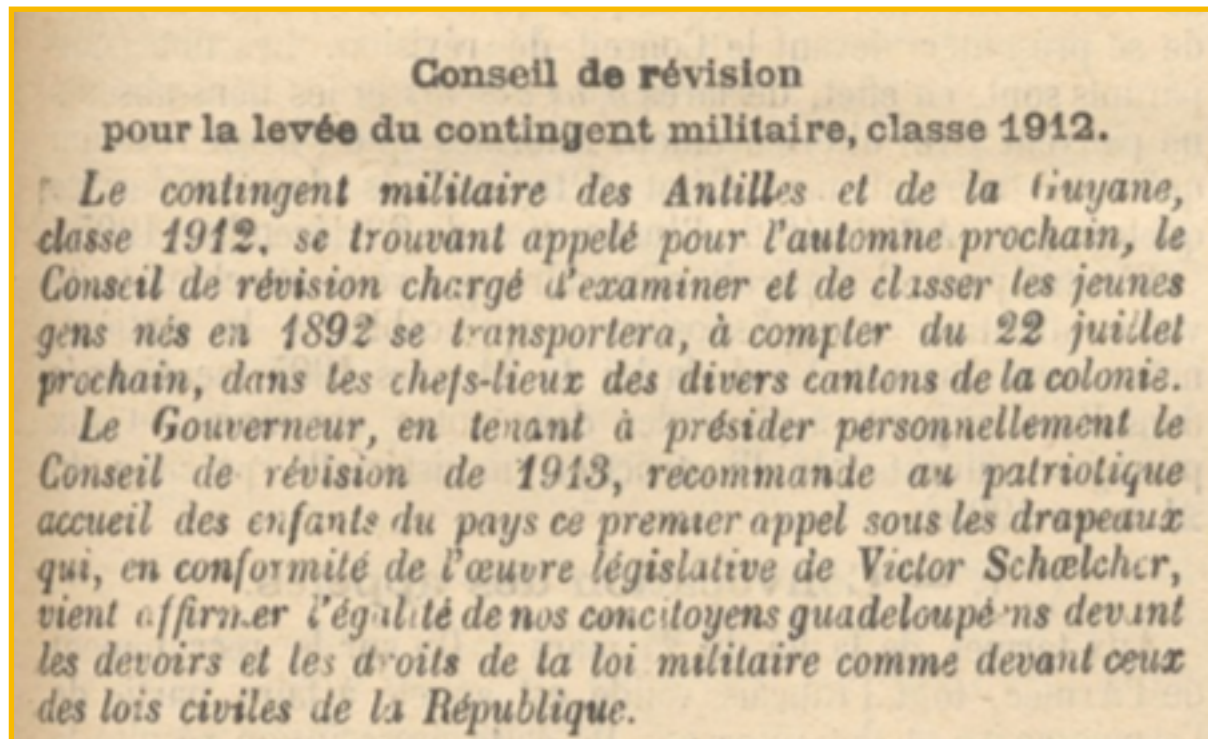 Conseil de révision
pour la levée du contingent militaire, classe 1912.
Le contingent militaire des Antilles et de la Guyane,
classe 1912, se trouvant appelé pour l'automne prochain, le
Conseil de révision chargé d'examiner et de classer les jeunes
gens nés en 1892 se transportera, à compter du 22 juillet
prochain, dans les chefs-lieux des divers cantons de la colonie.
Le Gouverneur, en tenant à présider personnellement le
Conseil de révision de 1913, recommande au patriotique
accueil des enfants du pays ce premier appel sous les drapeaux
qui, en conformité de l'œuvre législative de Victor Schœlcher,
vient affirmer l'égalité de nos concitoyens guadeloupéens devant
les devoirs et les droits de la loi militaire comme devant ceux
des lois civiles de la République.